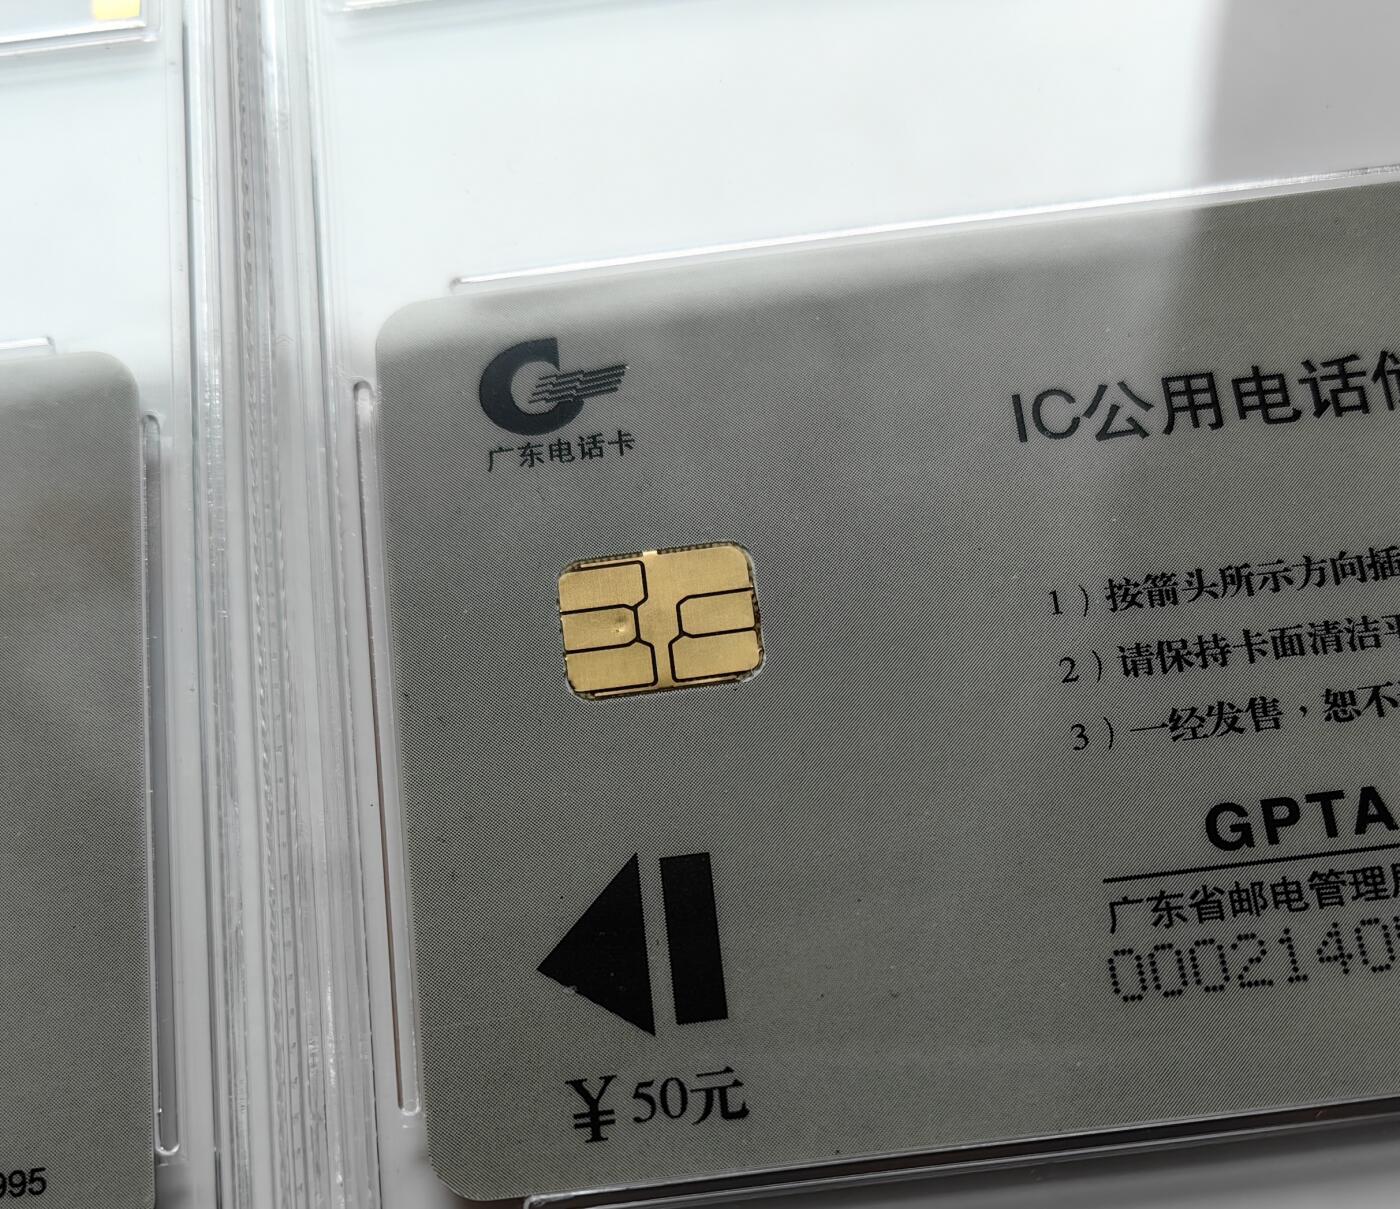 广东电话卡
IC公用电话
1）按箭头所示方向插
2）请保持卡面清洁
3）一经发售，恕不
GPTA
广东省邮电管理
0002140
￥50元
995